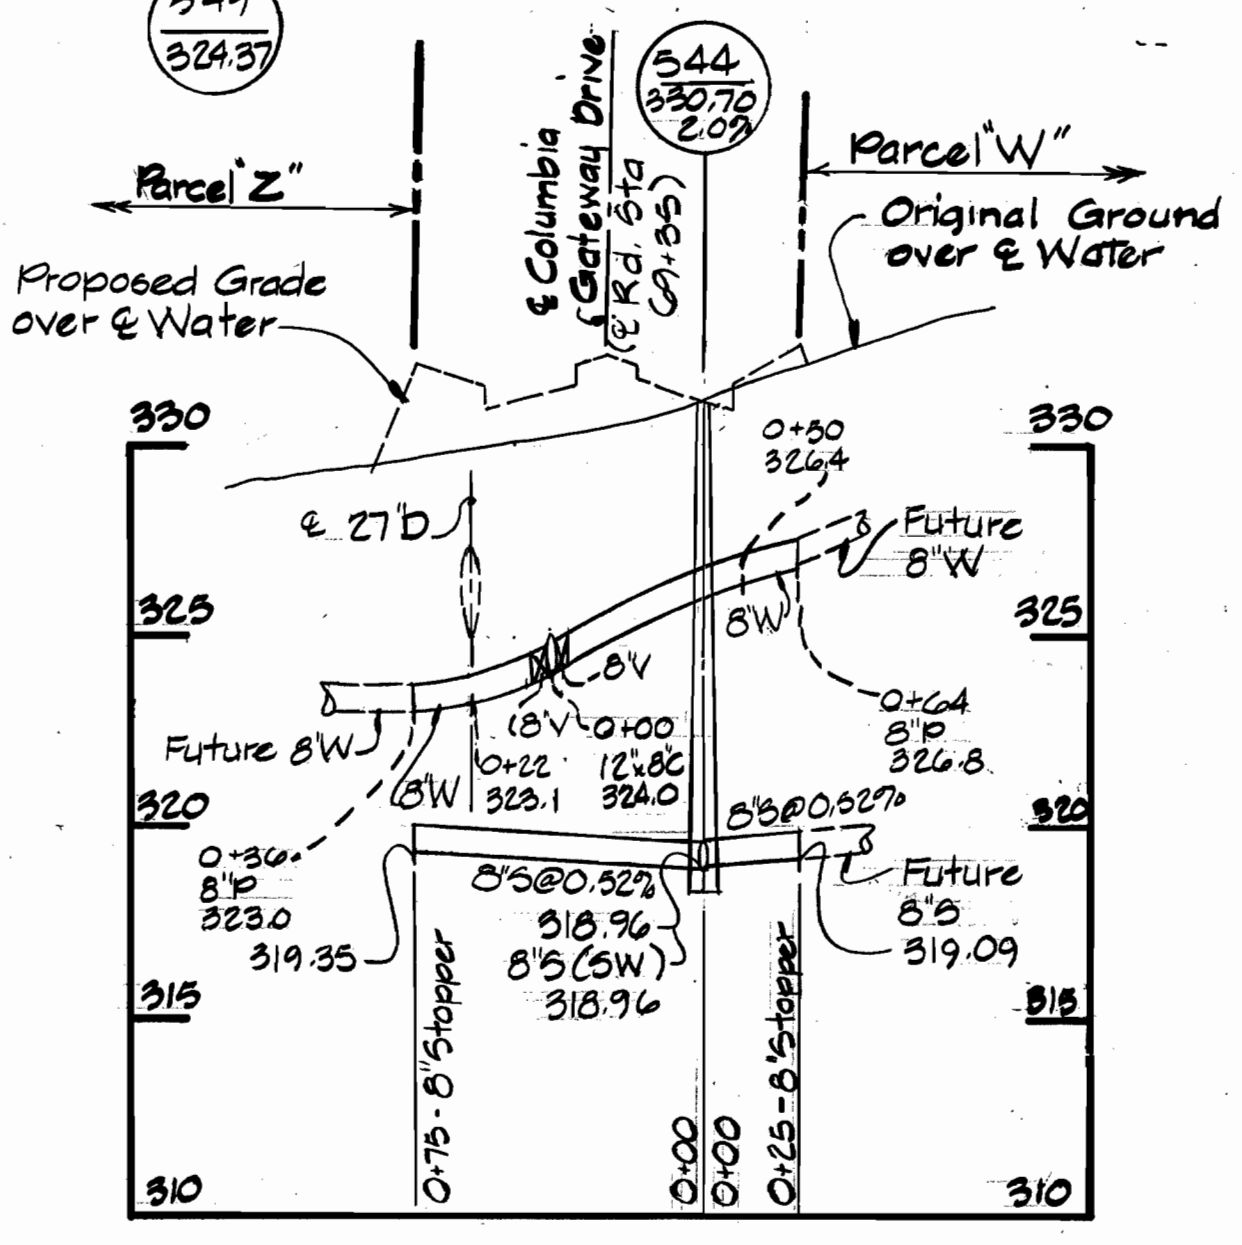 549
324.37
544
330.70
2.07
℄ Columbia
Gateway Drive
(℄ Rd. Sta
69+35)
Parcel "Z"
Parcel "W"
Original Ground
over ℄ Water
Proposed Grade
over ℄ Water
330
330
0+50
326.4
℄ 27"D
Future
8"W
325
325
8"W
8"V
8"V
0+00
12"x8"C
324.0
0+64
8"P
326.8
Future 8"W
8"W
0+22
323.1
320
320
8"S@0.52%
0+36
8"P
323.0
8"S@0.52%
Future
8"S
319.35
318.96
8"S (SW)
318.96
319.09
315
315
0+75 - 8" Stopper
0+00
0+00
0+25 - 8" Stopper
310
310